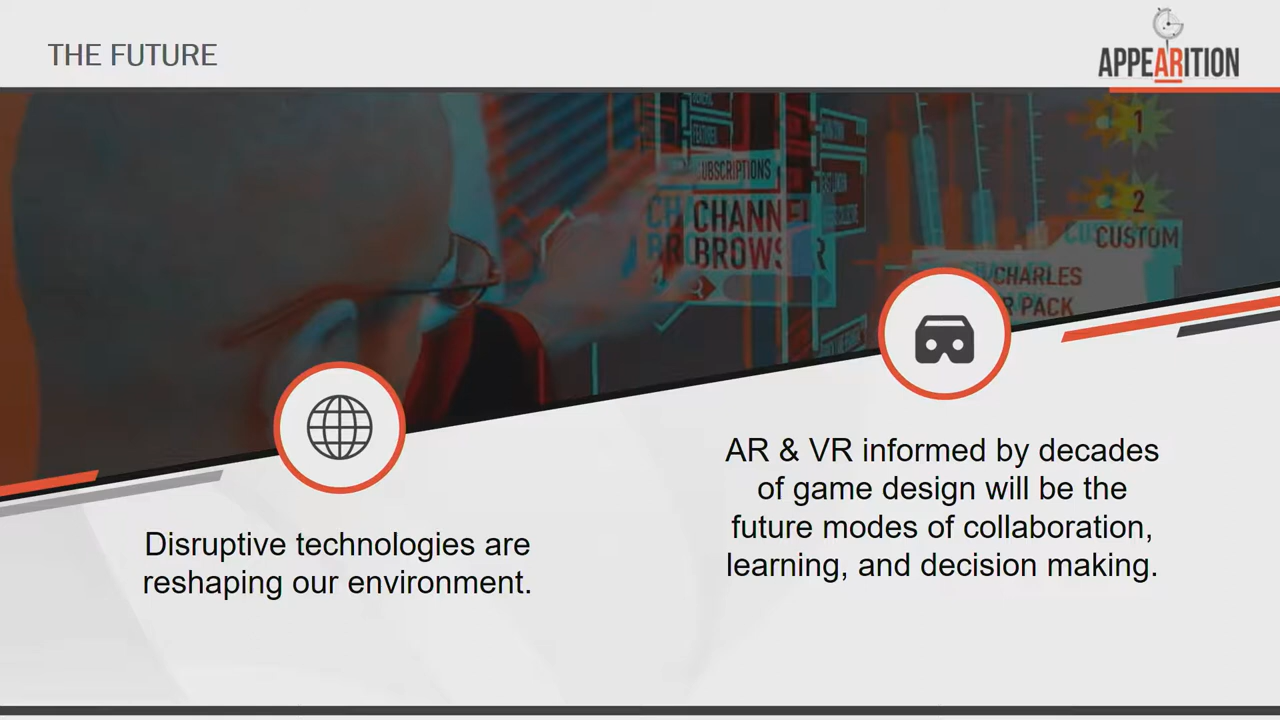 THE FUTURE
APPEARITION
SUBSCRIPTIONS
CHANNEL
BROWSER
1
2
CUSTOM
CHARLES
R PACK
AR & VR informed by decades
of game design will be the
future modes of collaboration,
learning, and decision making.
Disruptive technologies are
reshaping our environment.